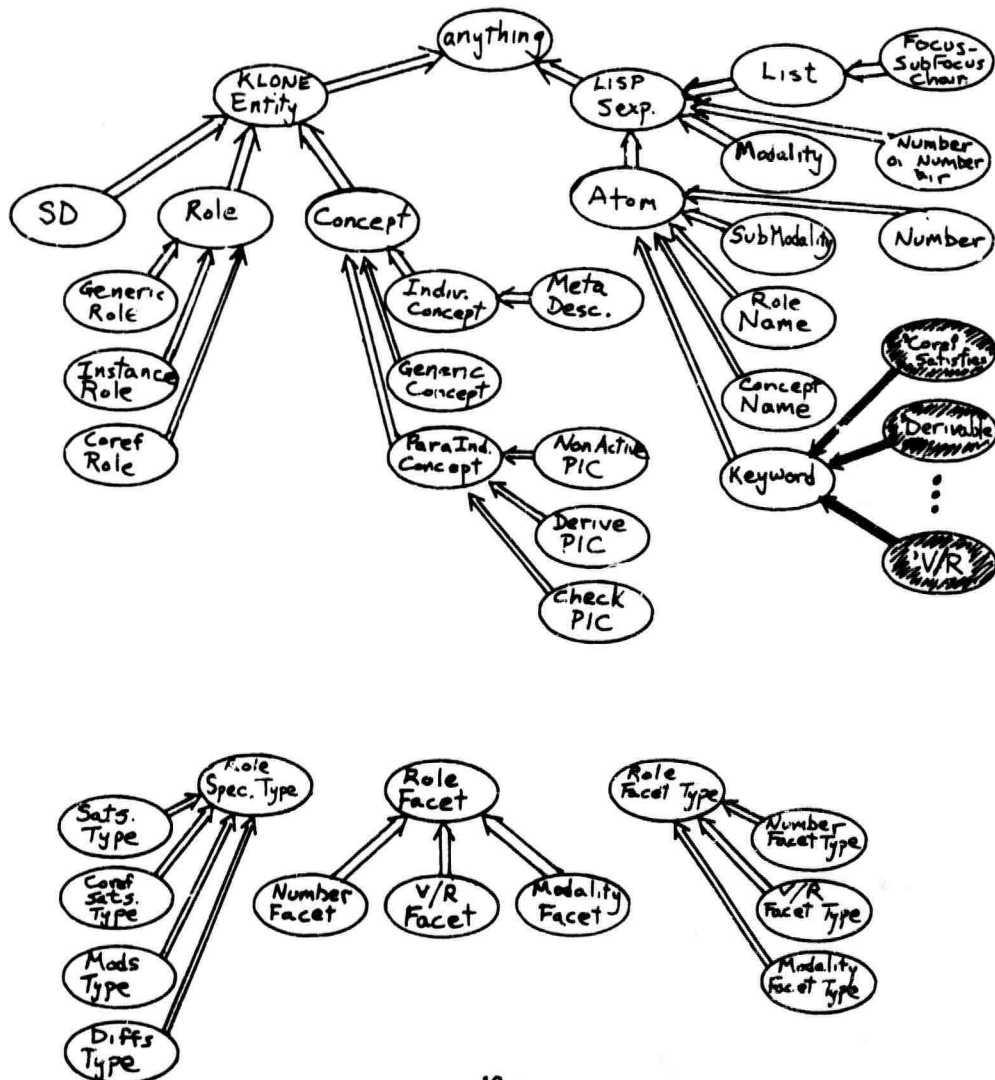 anything
KLONE
Entity
LISP
Sexp.
List
Focus-
SubFocus
Chain
SD
Role
Concept
Atom
Modality
Number
or Number
Pair
SubModality
Number
Generic
Role
Indiv.
Concept
Meta
Desc.
Role
Name
Instance
Role
Generic
Concept
Concept
Name
Coref
Satisfies
Coref
Role
ParaInd.
Concept
NonActive
PIC
Keyword
Derivable
Derive
PIC
V/R
Check
PIC
Role
Spec. Type
Role
Facet
Role
Facet Type
Sats.
Type
Number
Facet Type
Coref
Sats.
Type
Number
Facet
V/R
Facet
Modality
Facet
V/R
Facet Type
Mods
Type
Modality
Facet Type
Diffs
Type